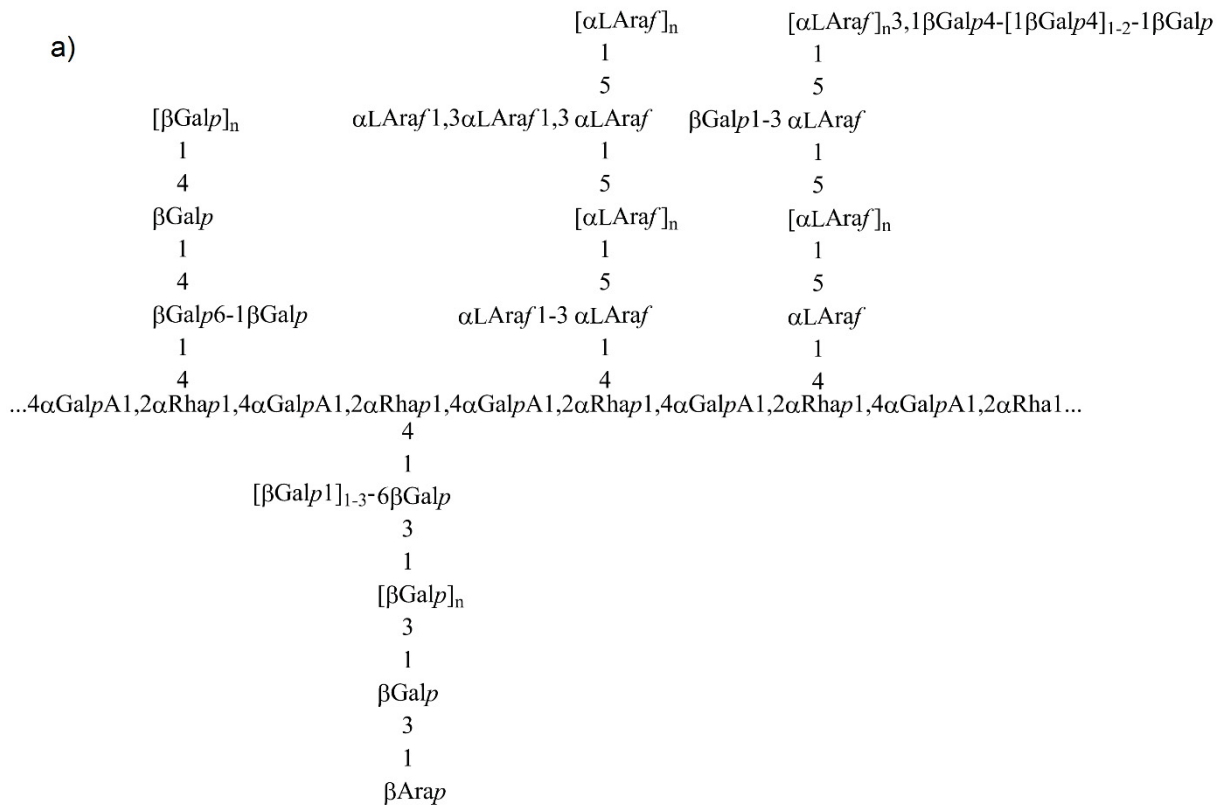 [αLAraf]n [αLAraf]n3,1βGalp4-[1βGalp4]1-2-1βGalp
a)
1 1
5 5
[βGalp]n αLAraf1,3αLAraf1,3 αLAraf βGalp1-3 αLAraf
1 1 1
4 5 5
βGalp [αLAraf]n [αLAraf]n
1 1 1
4 5 5
βGalp6-1βGalp αLAraf1-3 αLAraf αLAraf
1 1 1
4 4 4
...4αGalpA1,2αRhap1,4αGalpA1,2αRhap1,4αGalpA1,2αRhap1,4αGalpA1,2αRhap1,4αGalpA1,2αRha1...
4
1
[βGalp1]1-3-6βGalp
3
1
[βGalp]n
3
1
βGalp
3
1
βArap